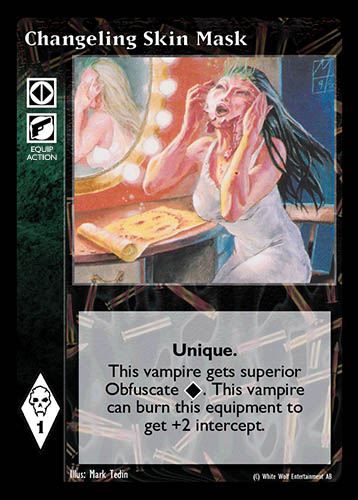 Changeling Skin Mask
EQUIP
ACTION
Unique.
This vampire gets superior
Obfuscate ◆. This vampire
can burn this equipment to
get +2 intercept.
1
Illus: Mark Tedin
(C) White Wolf Entertainment AB